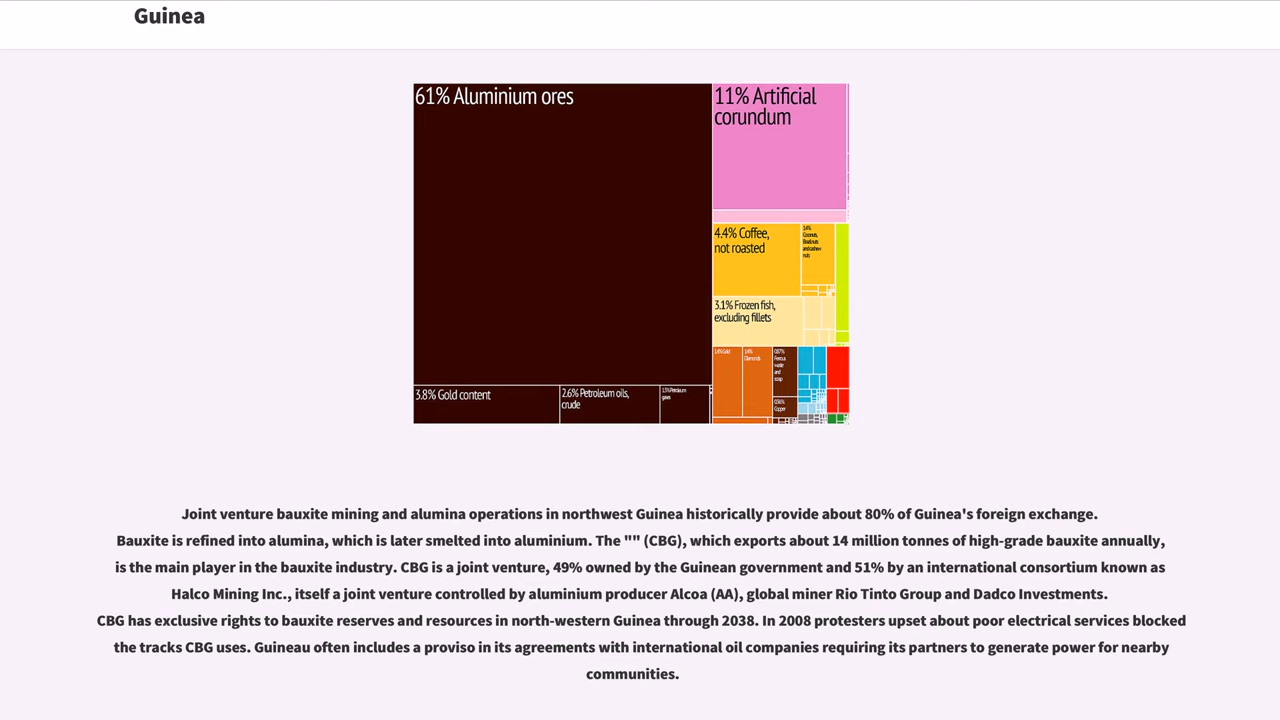 Guinea
61% Aluminium ores
11% Artificial
corundum
4.4% Coffee,
not roasted
3.1% Frozen fish,
excluding fillets
3.8% Gold content
2.6% Petroleum oils,
crude
Joint venture bauxite mining and alumina operations in northwest Guinea historically provide about 80% of Guinea's foreign exchange.
Bauxite is refined into alumina, which is later smelted into aluminium. The "" (CBG), which exports about 14 million tonnes of high-grade bauxite annually,
is the main player in the bauxite industry. CBG is a joint venture, 49% owned by the Guinean government and 51% by an international consortium known as
Halco Mining Inc., itself a joint venture controlled by aluminium producer Alcoa (AA), global miner Rio Tinto Group and Dadco Investments.
CBG has exclusive rights to bauxite reserves and resources in north-western Guinea through 2038. In 2008 protesters upset about poor electrical services blocked
the tracks CBG uses. Guineau often includes a proviso in its agreements with international oil companies requiring its partners to generate power for nearby
communities.